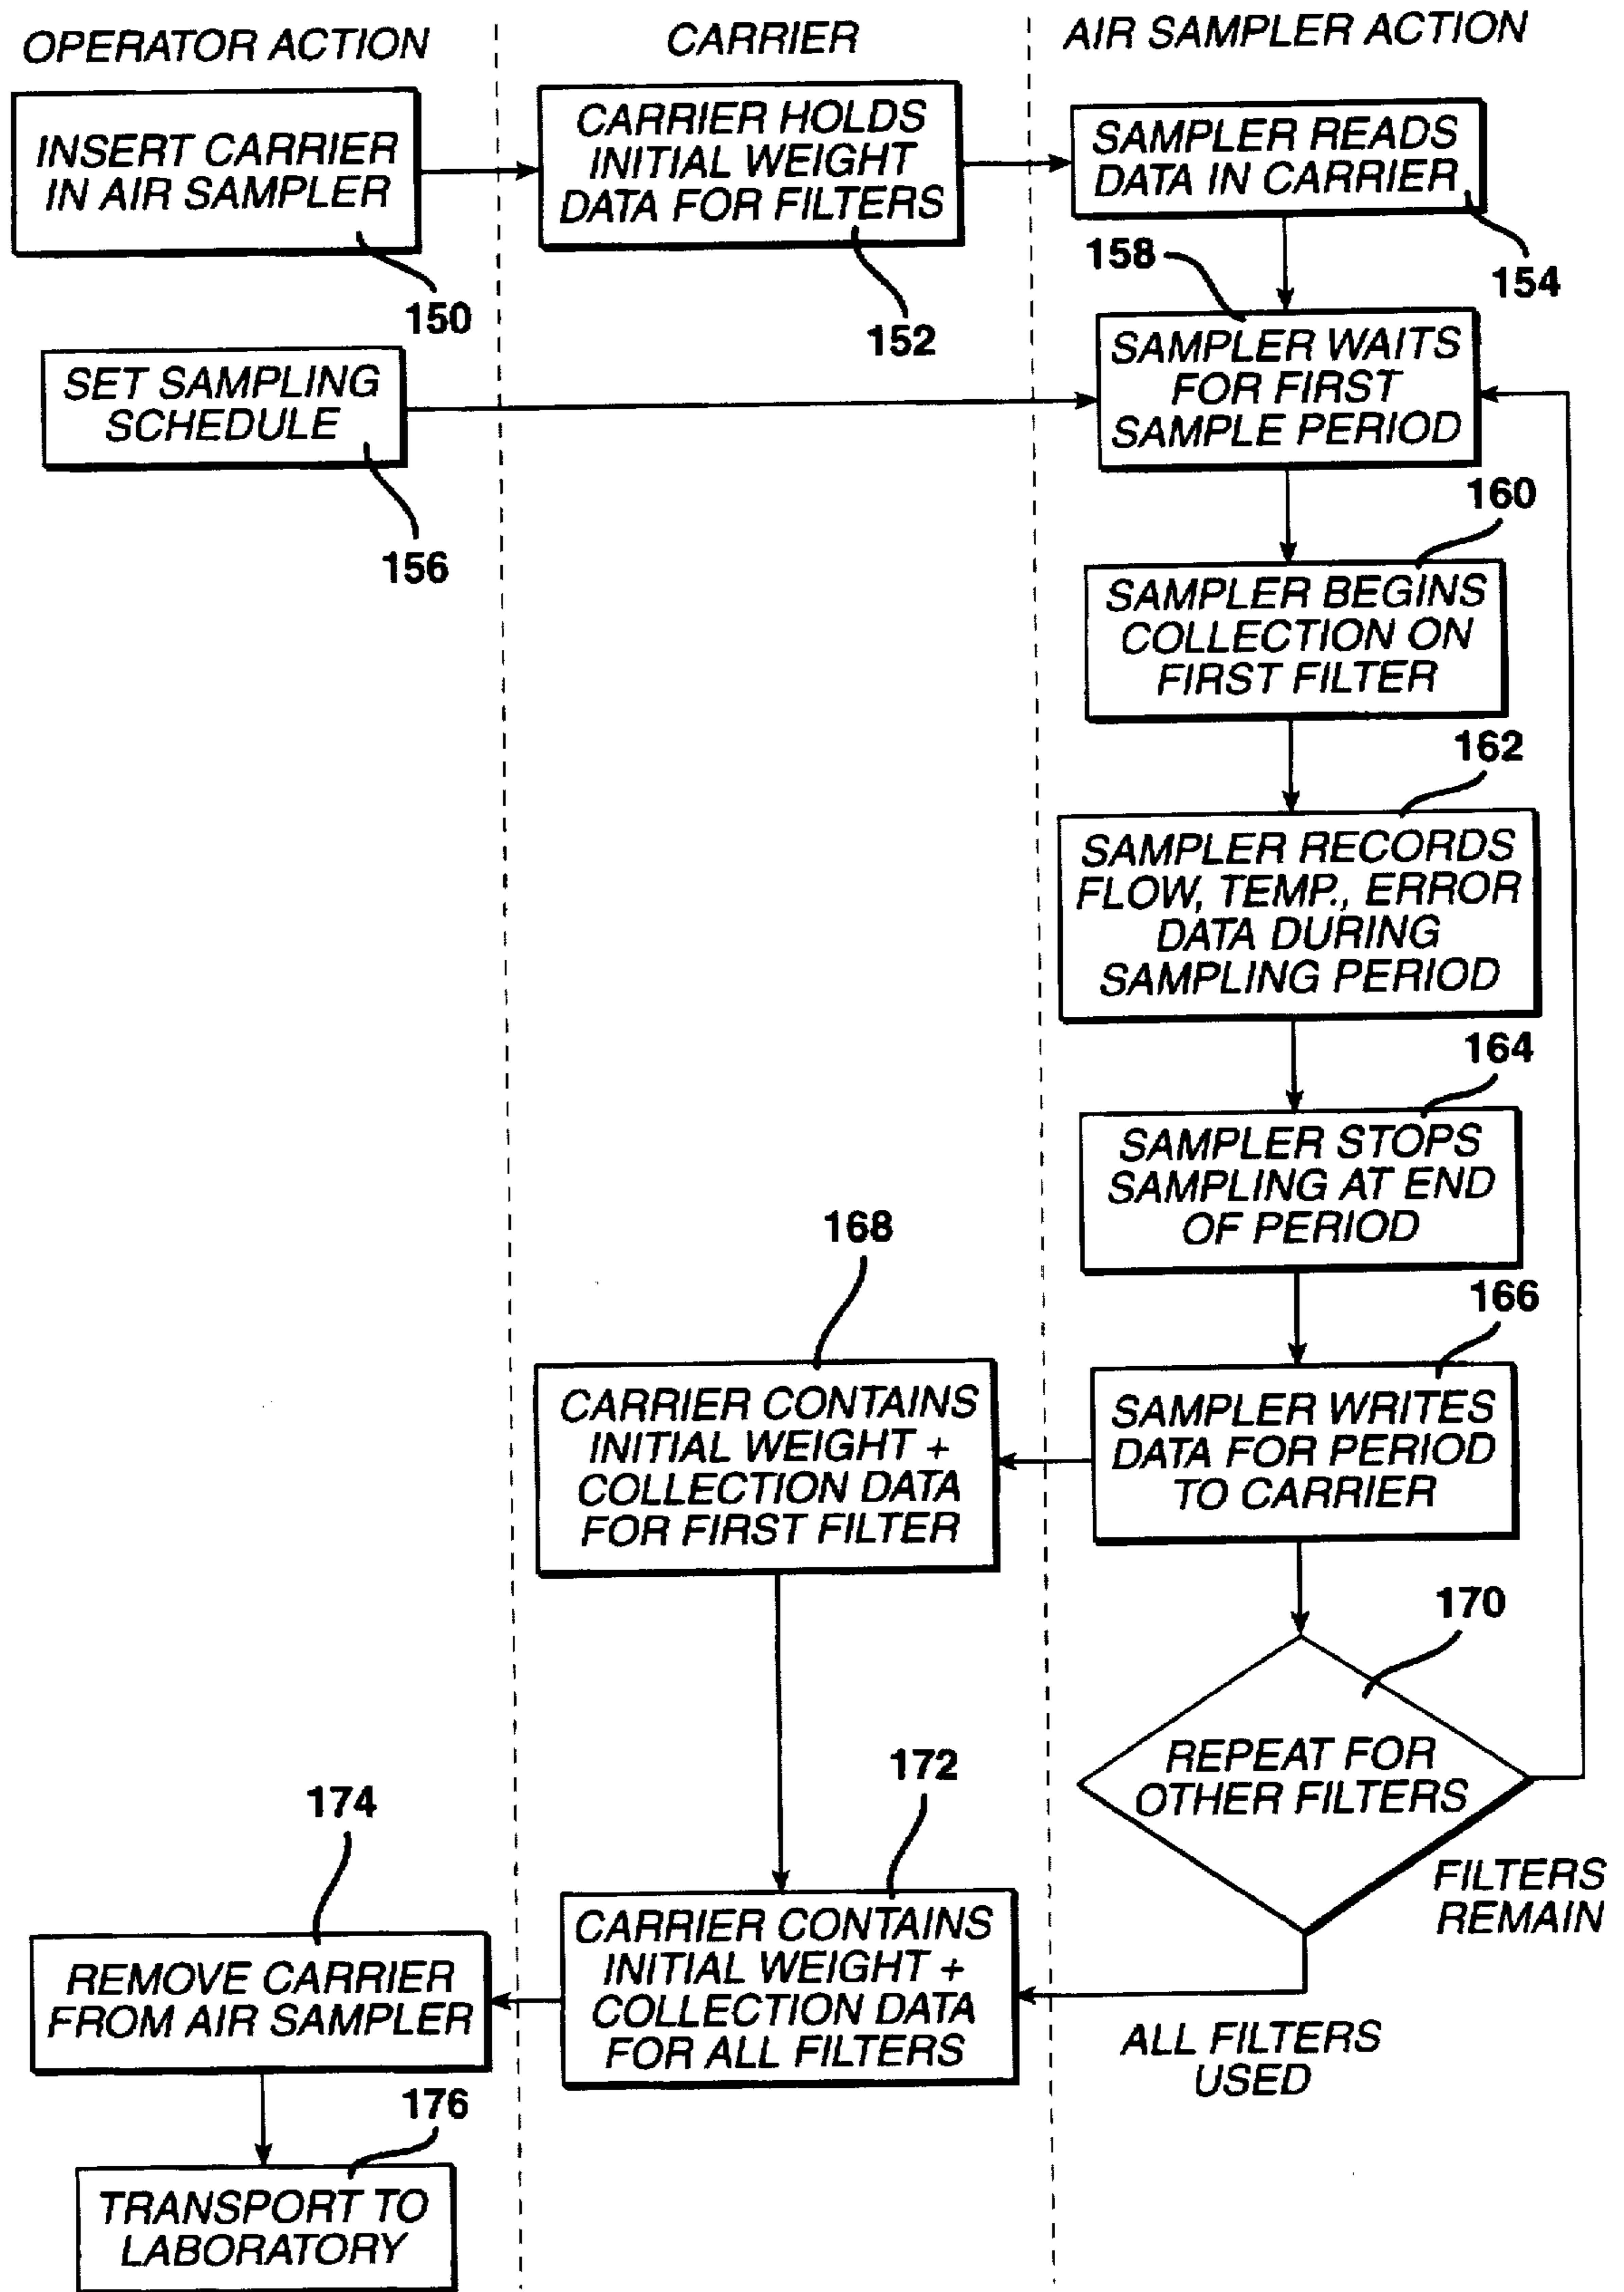 OPERATOR ACTION
CARRIER
AIR SAMPLER ACTION
INSERT CARRIER
IN AIR SAMPLER
150
CARRIER HOLDS
INITIAL WEIGHT
DATA FOR FILTERS
152
SAMPLER READS
DATA IN CARRIER
154
SET SAMPLING
SCHEDULE
156
158
SAMPLER WAITS
FOR FIRST
SAMPLE PERIOD
160
SAMPLER BEGINS
COLLECTION ON
FIRST FILTER
162
SAMPLER RECORDS
FLOW, TEMP., ERROR
DATA DURING
SAMPLING PERIOD
164
SAMPLER STOPS
SAMPLING AT END
OF PERIOD
166
SAMPLER WRITES
DATA FOR PERIOD
TO CARRIER
168
CARRIER CONTAINS
INITIAL WEIGHT +
COLLECTION DATA
FOR FIRST FILTER
170
REPEAT FOR
OTHER FILTERS
FILTERS
REMAIN
ALL FILTERS
USED
172
CARRIER CONTAINS
INITIAL WEIGHT +
COLLECTION DATA
FOR ALL FILTERS
174
REMOVE CARRIER
FROM AIR SAMPLER
176
TRANSPORT TO
LABORATORY